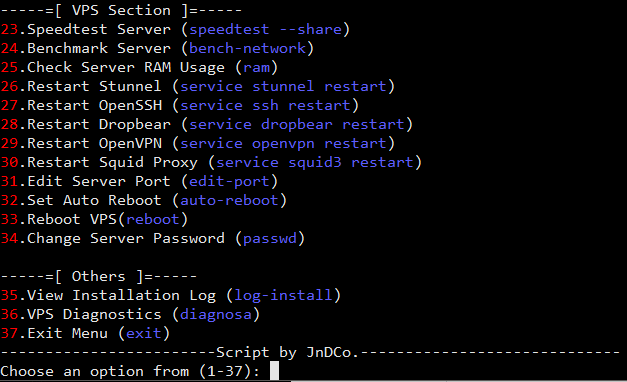 -----=[ VPS Section ]=-----
23.Speedtest Server (speedtest --share)
24.Benchmark Server (bench-network)
25.Check Server RAM Usage (ram)
26.Restart Stunnel (service stunnel restart)
27.Restart OpenSSH (service ssh restart)
28.Restart Dropbear (service dropbear restart)
29.Restart OpenVPN (service openvpn restart)
30.Restart Squid Proxy (service squid3 restart)
31.Edit Server Port (edit-port)
32.Set Auto Reboot (auto-reboot)
33.Reboot VPS(reboot)
34.Change Server Password (passwd)
-----=[ Others ]=-----
35.View Installation Log (log-install)
36.VPS Diagnostics (diagnosa)
37.Exit Menu (exit)
------------------------Script by JnDCo.-----------------------------
Choose an option from (1-37):